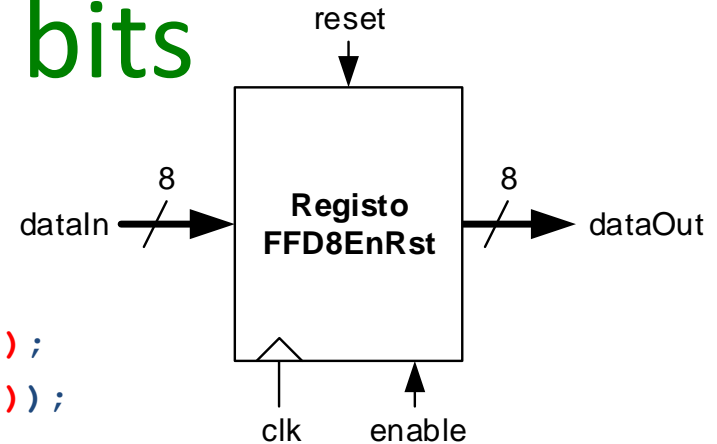 bits
reset
8
8
dataIn
Registo
FFD8EnRst
dataOut
);
));
clk
enable